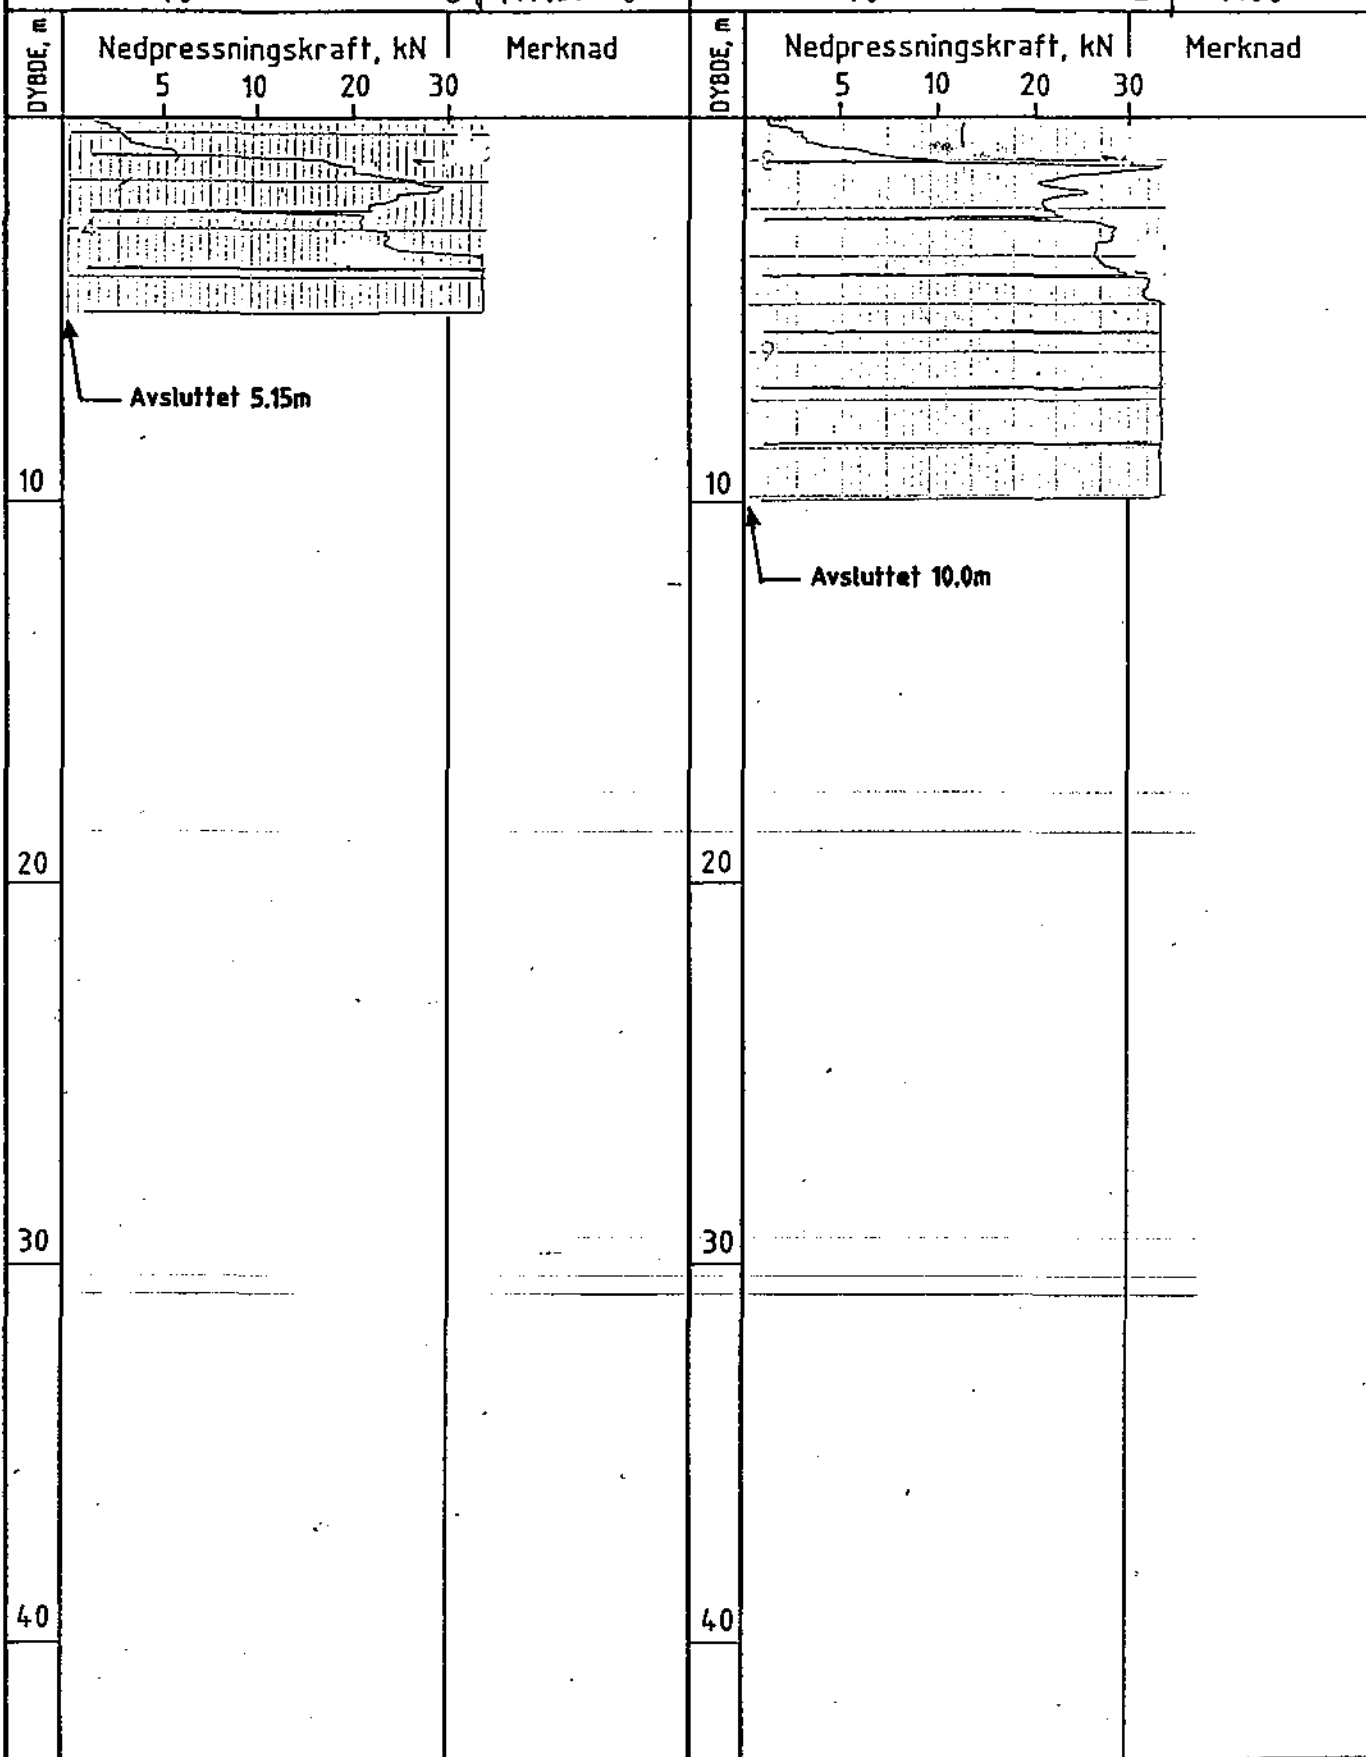 DYBDE, m
Nedpressningskraft, kN
Merknad
5 10 20 30
Avsluttet 5.15m
10
20
30
40
DYBDE, m
Nedpressningskraft, kN
Merknad
5 10 20 30
Avsluttet 10.0m
10
20
30
40